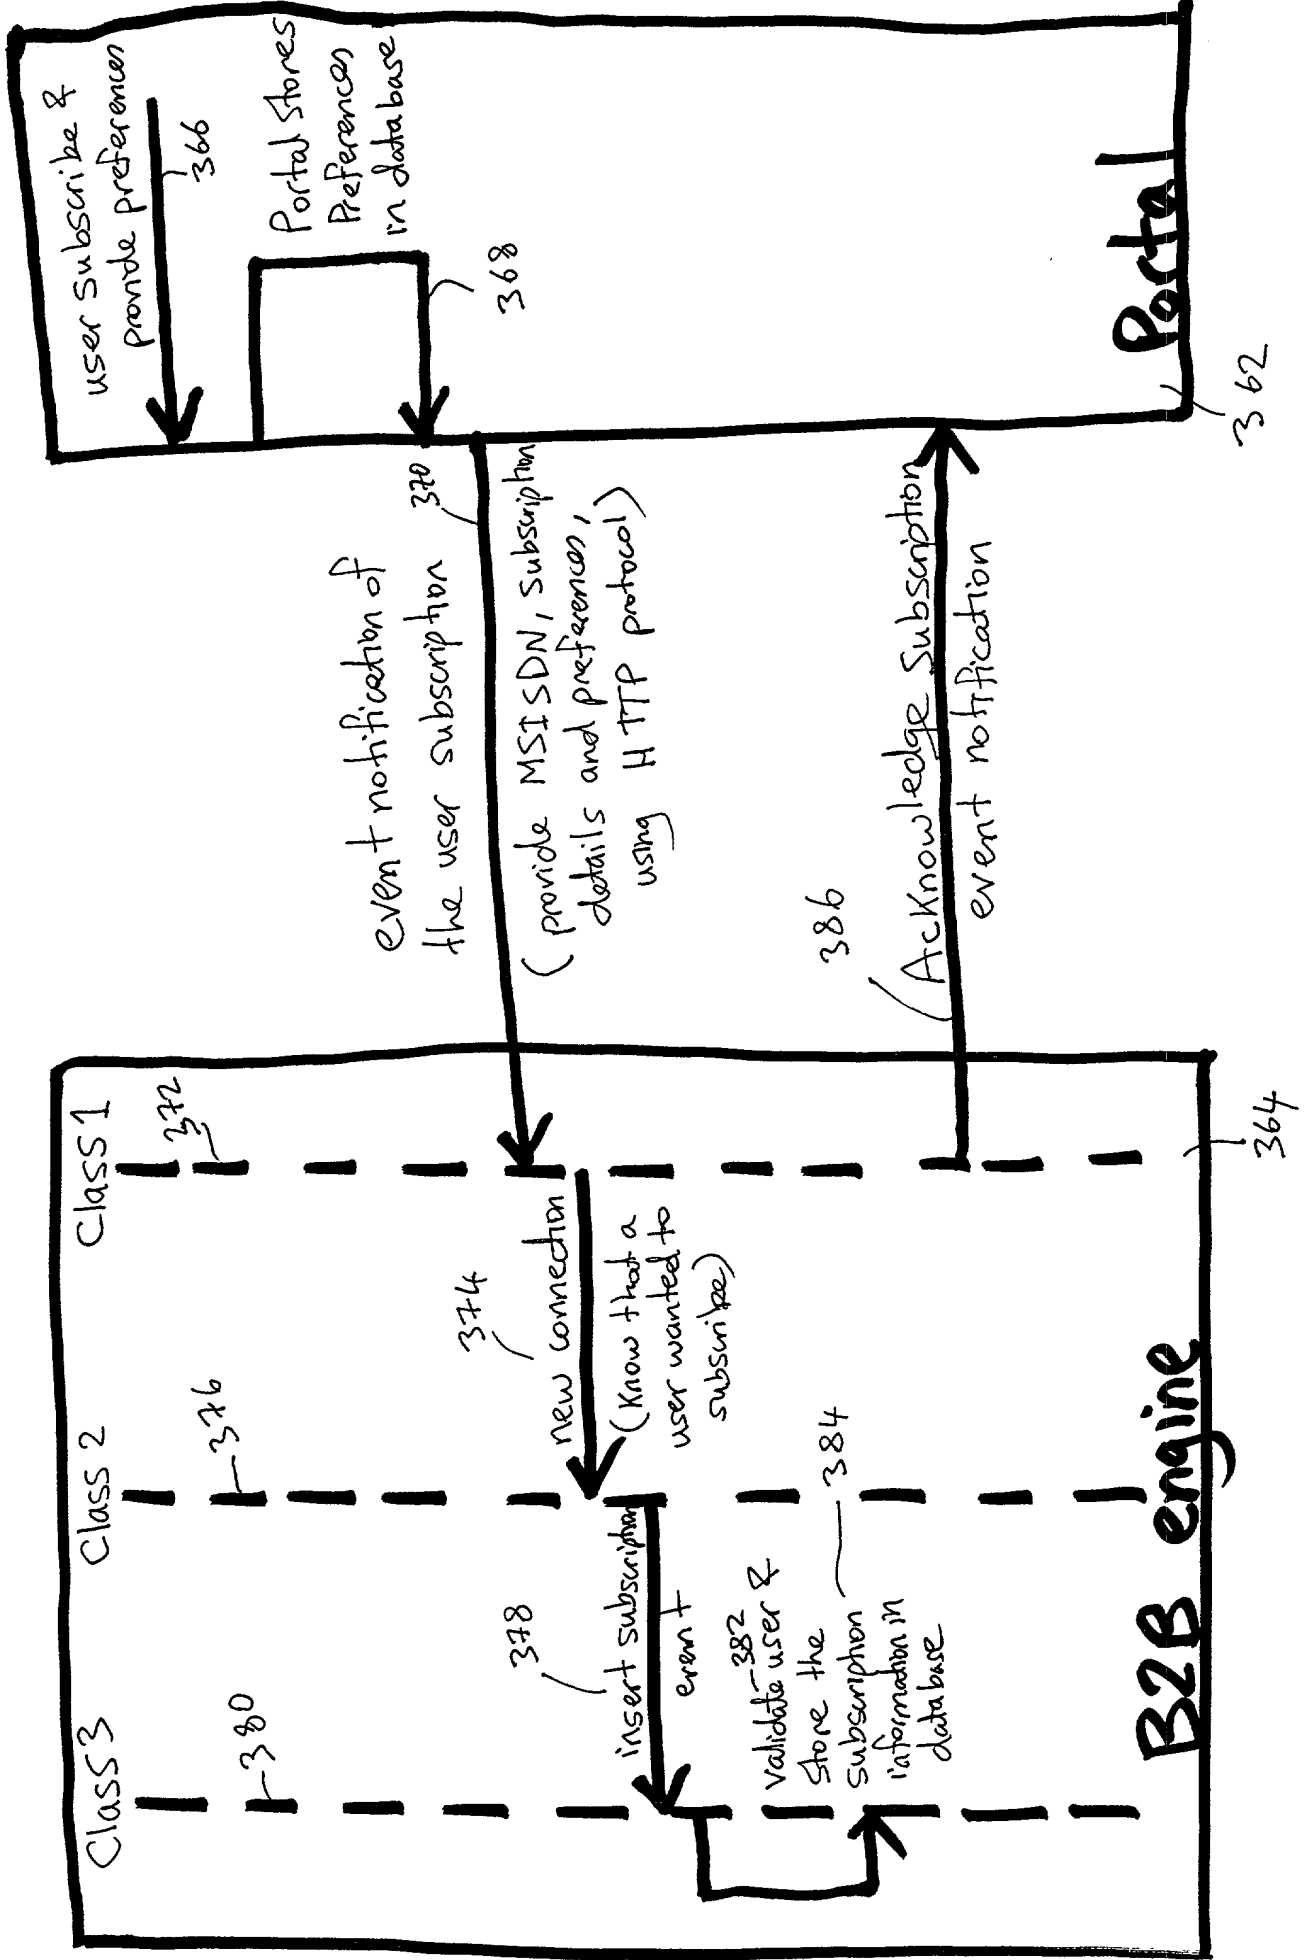 Class 3
380
Class 2
376
Class 1
372
user subscribe &
provide preferences
366
Portal Stores
Preferences
in database
368
event notification of
the user subscription
370
(provide MSISDN, subscription
details and preferences,
using HTTP protocol)
374
new connection
(Know that a
user wanted to
subscribe)
378
insert subscription
event
382
validate user &
Store the
subscription
information in
database
384
386
Acknowledge Subscription
event notification
B2B engine
364
Portal
362